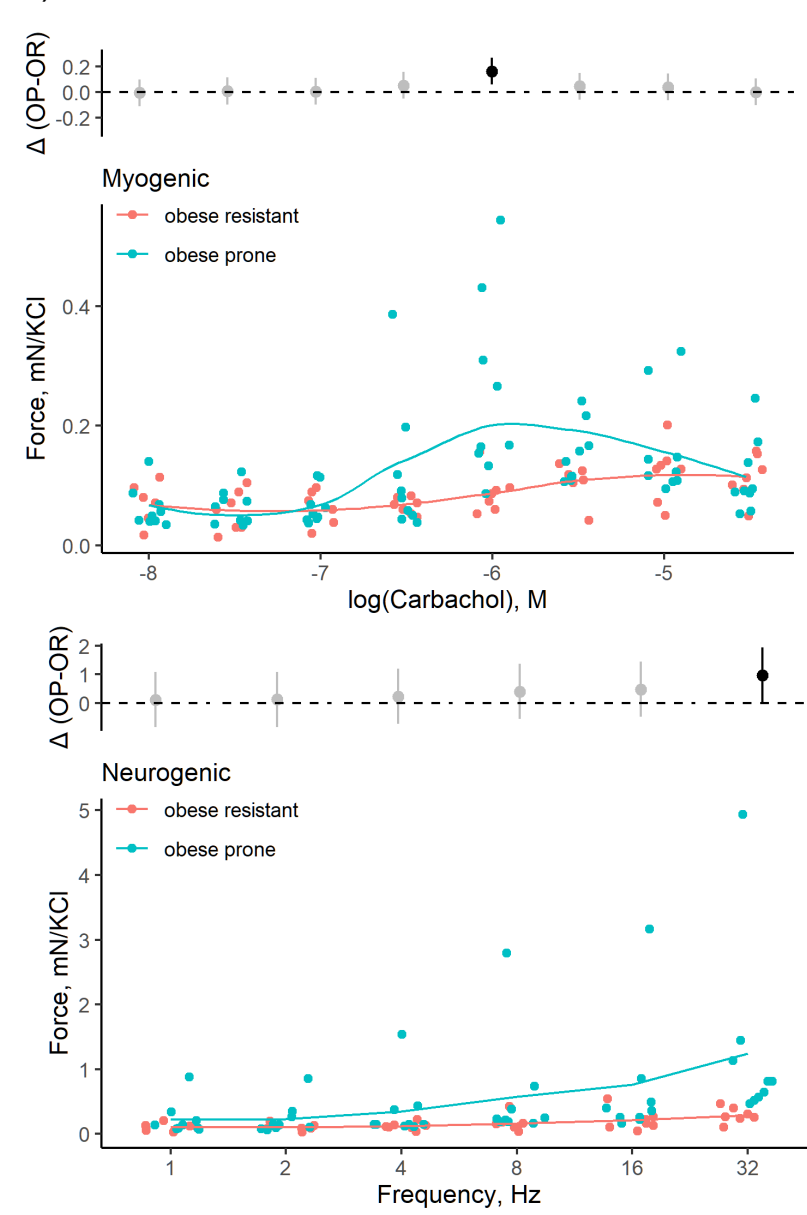 Δ (OP-OR)
0.2
0.0
-0.2
Myogenic
obese resistant
obese prone
Force, mN/KCl
0.4
0.2
0.0
-8 -7 -6 -5
log(Carbachol), M
Δ (OP-OR)
2
1
0
Neurogenic
obese resistant
obese prone
Force, mN/KCl
5
4
3
2
1
0
1 2 4 8 16 32
Frequency, Hz